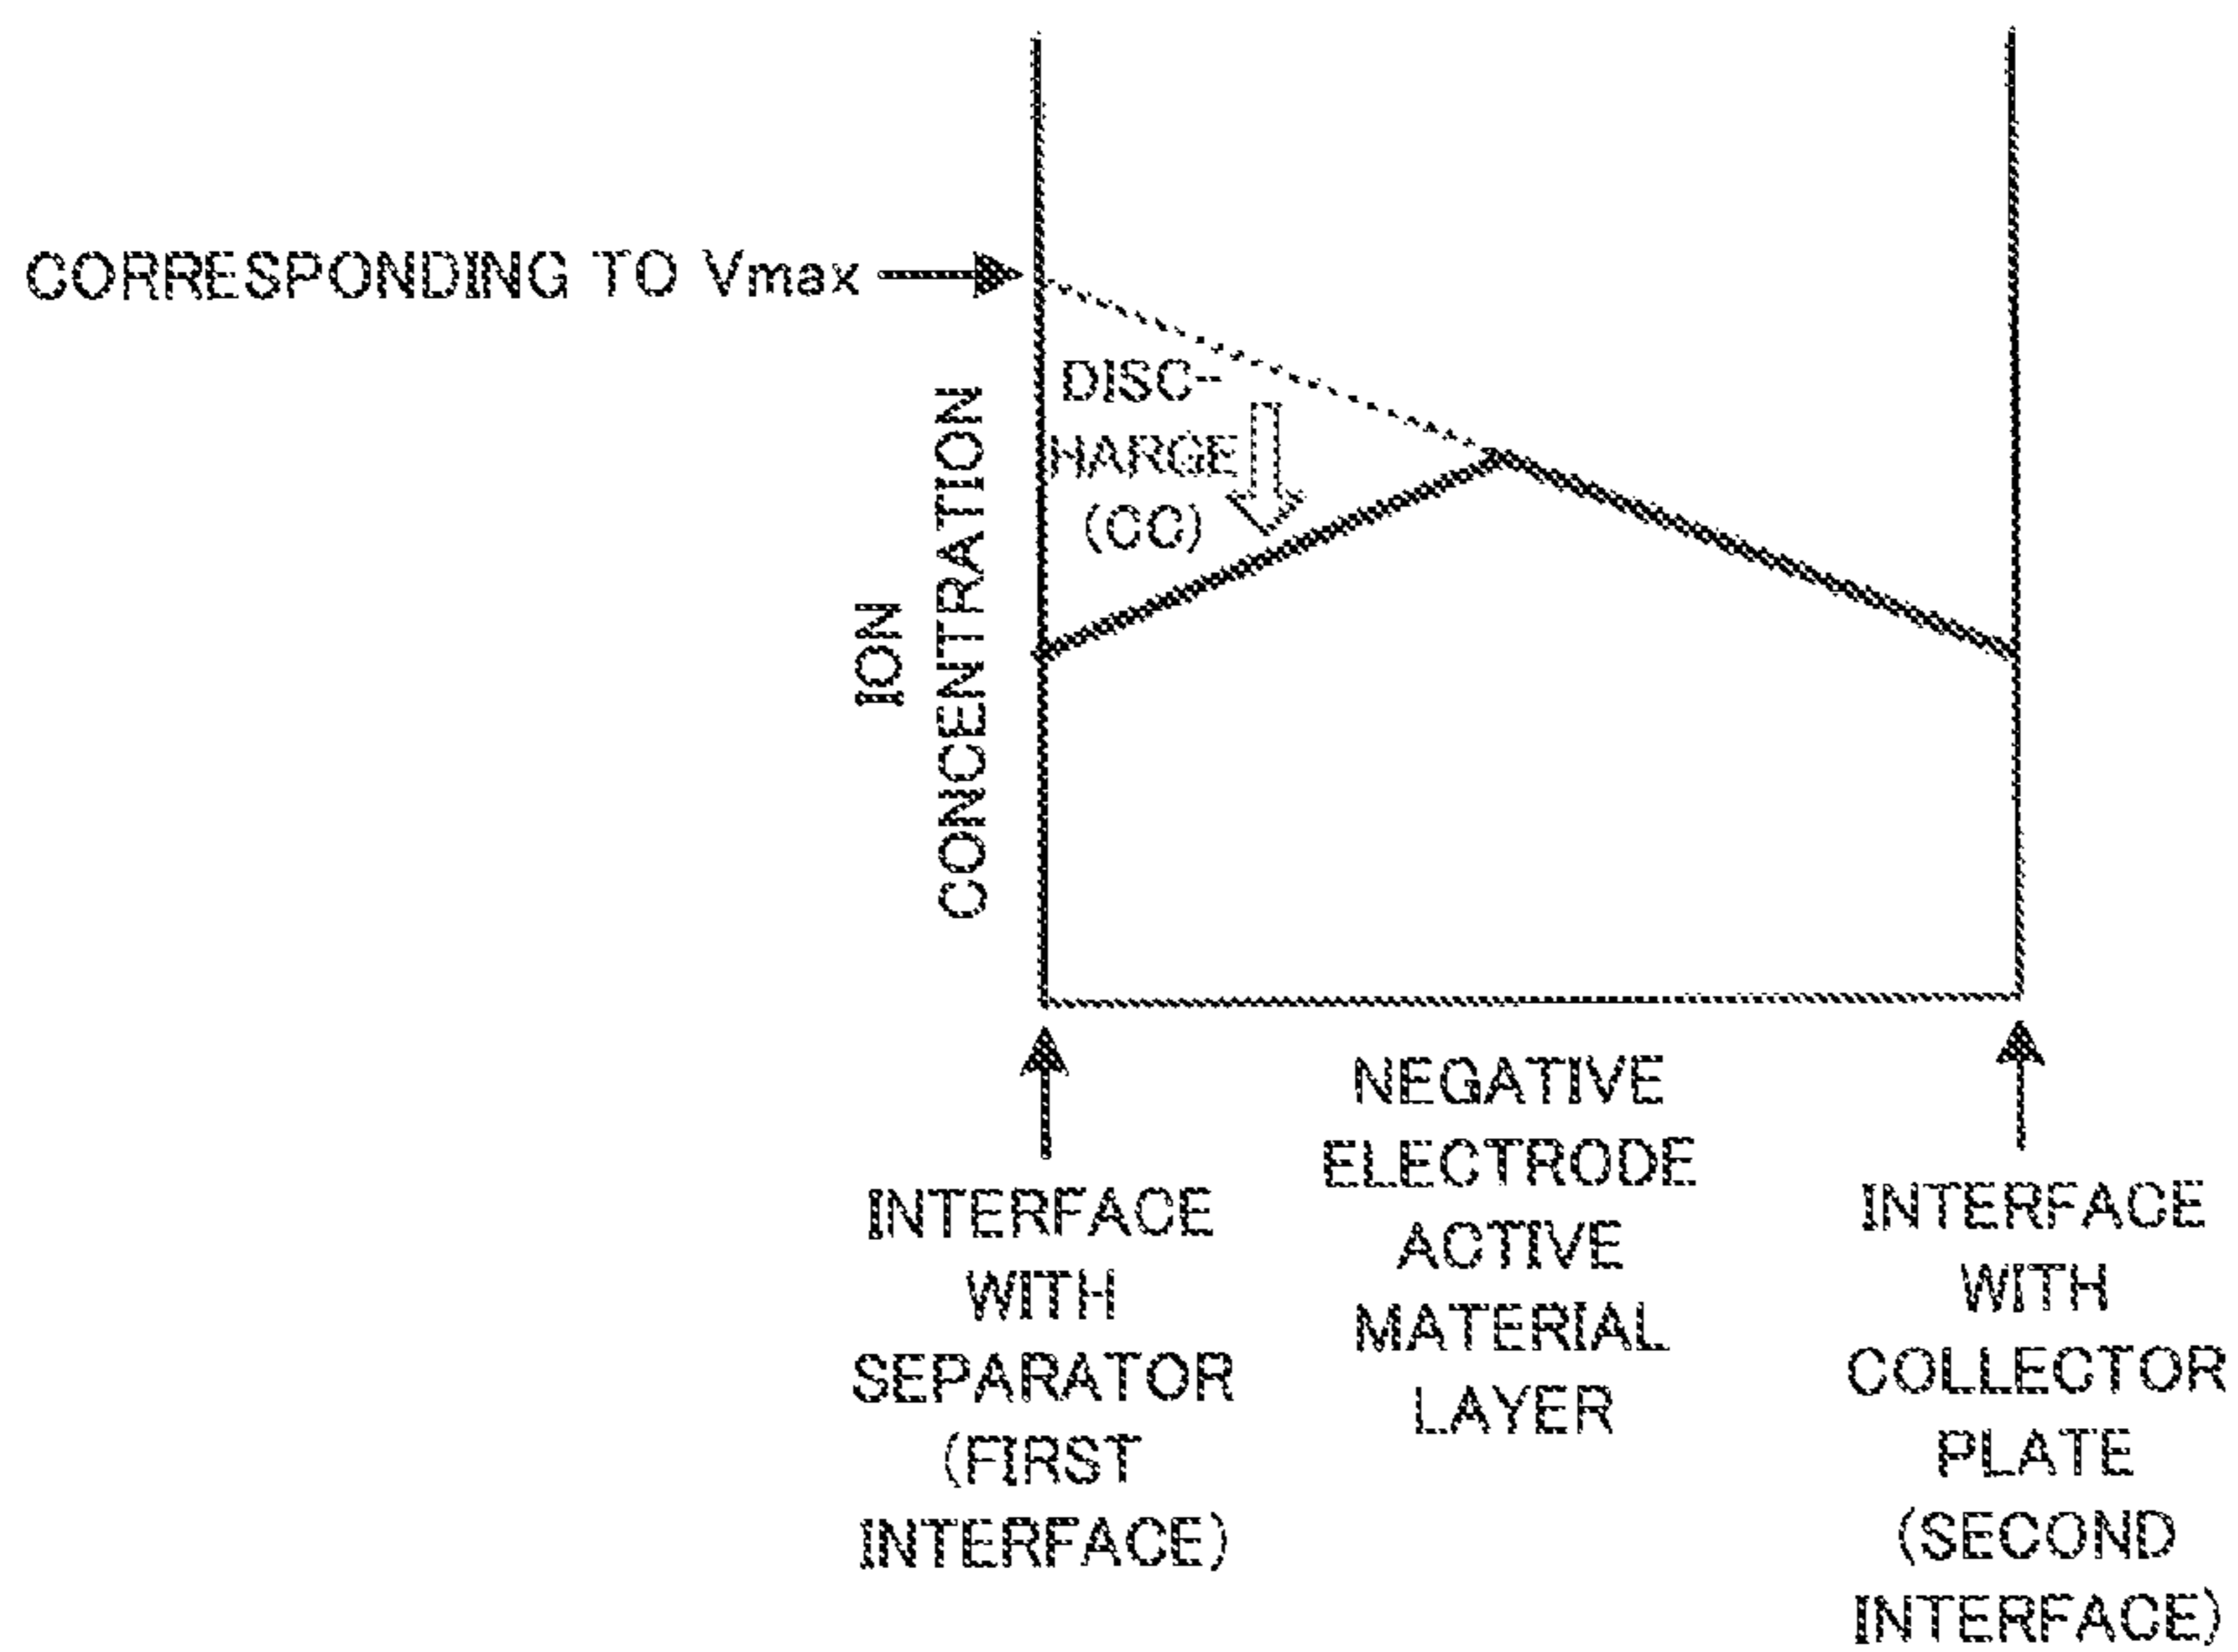 CORRESPONDING TO Vmax
DISC-
HARGE
(CC)
ION
CONCENTRATION
INTERFACE
WITH
SEPARATOR
(FIRST
INTERFACE)
NEGATIVE
ELECTRODE
ACTIVE
MATERIAL
LAYER
INTERFACE
WITH
COLLECTOR
PLATE
(SECOND
INTERFACE)